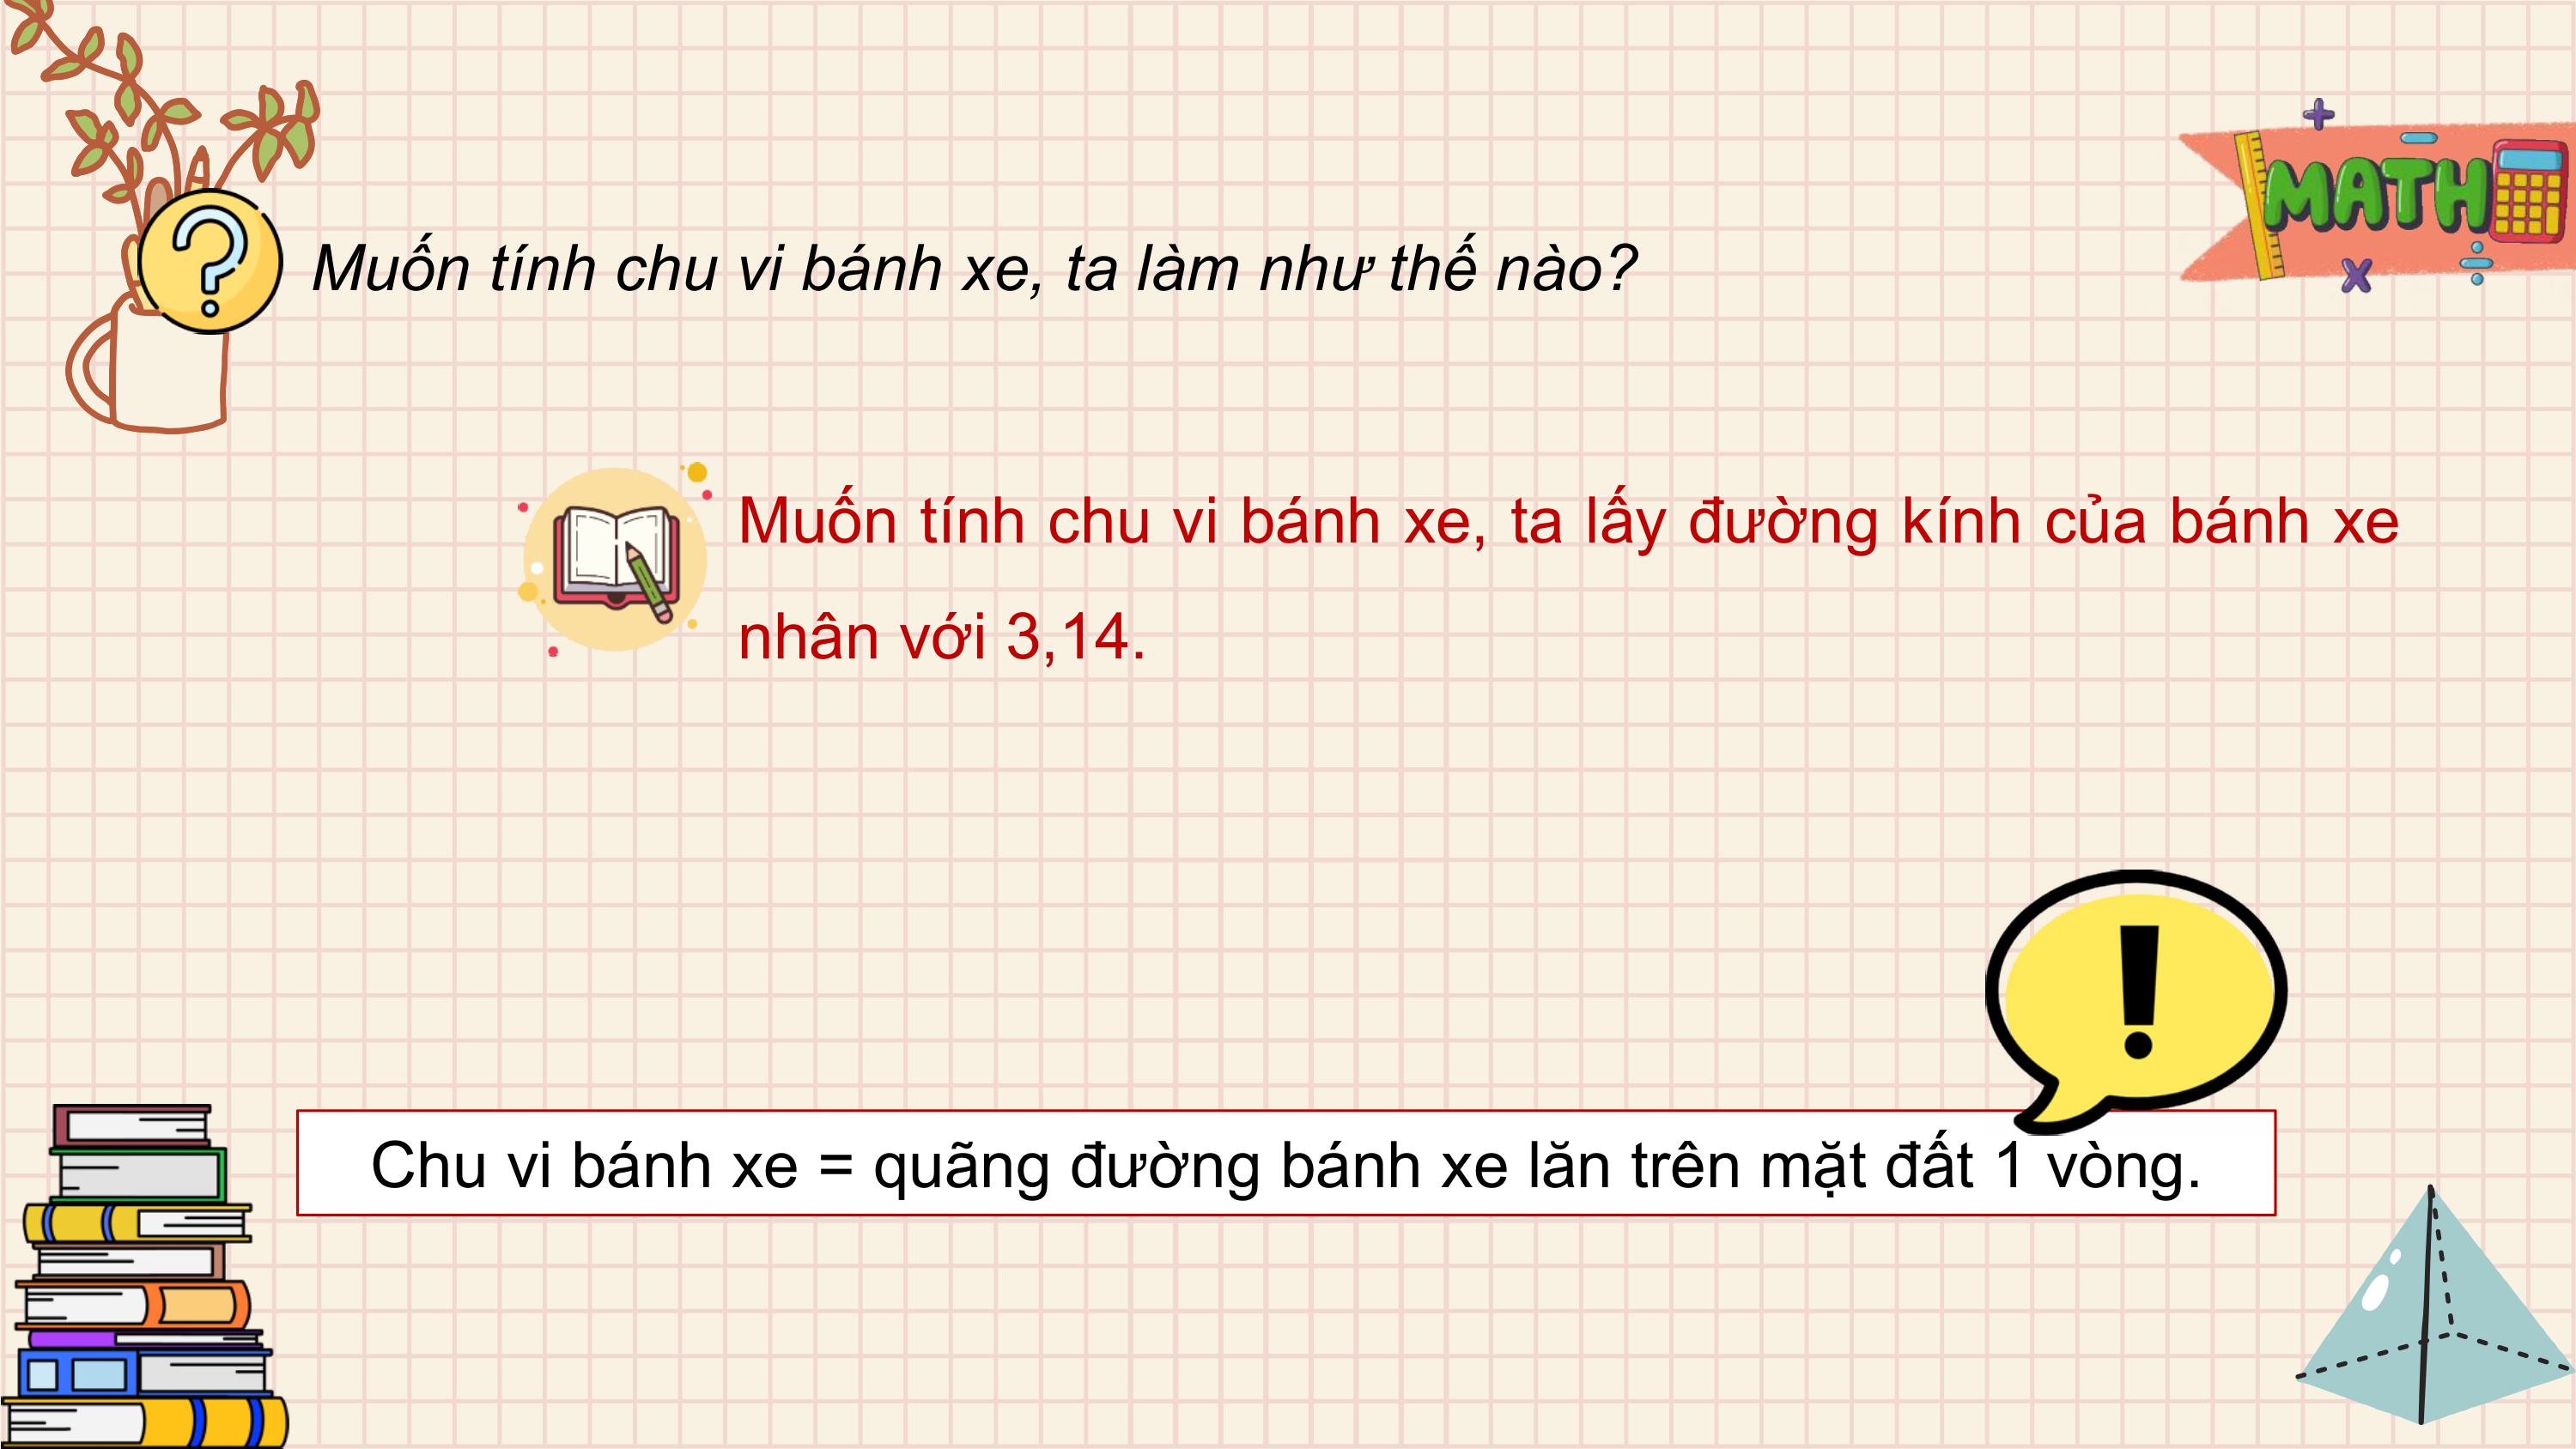 MATH
Muốn tính chu vi bánh xe, ta làm như thế nào?
Muốn tính chu vi bánh xe, ta lấy đường kính của bánh xe
nhân với 3,14.
Chu vi bánh xe = quãng đường bánh xe lăn trên mặt đất 1 vòng.